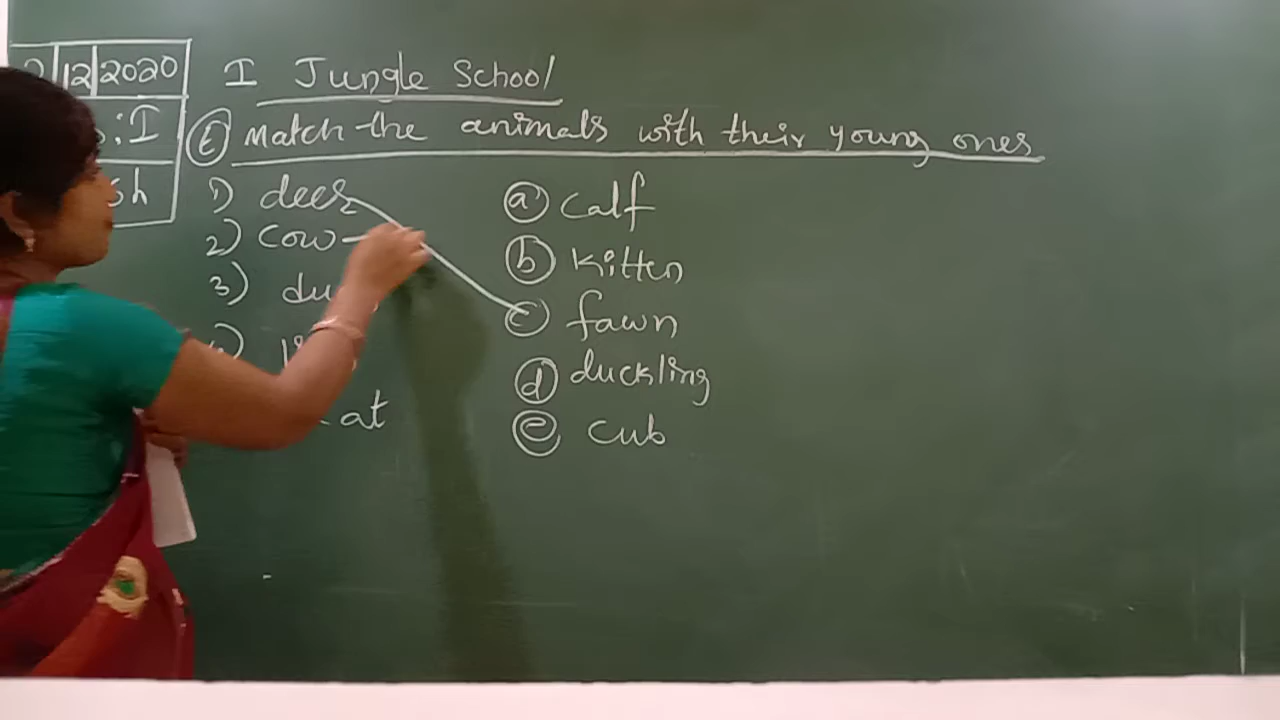 12 2020
: I
sh
I Jungle School
E Match the animals with their young ones
1) deer
2) cow
3) du
4)
at
a calf
b kitten
c fawn
d duckling
e cub